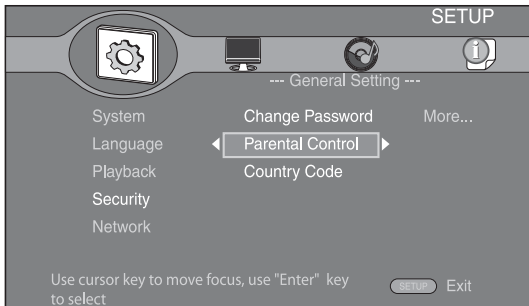 SETUP
--- General Setting ---
System Change Password More...
Language Parental Control
Playback Country Code
Security
Network
Use cursor key to move focus, use "Enter" key
to select
SETUP Exit